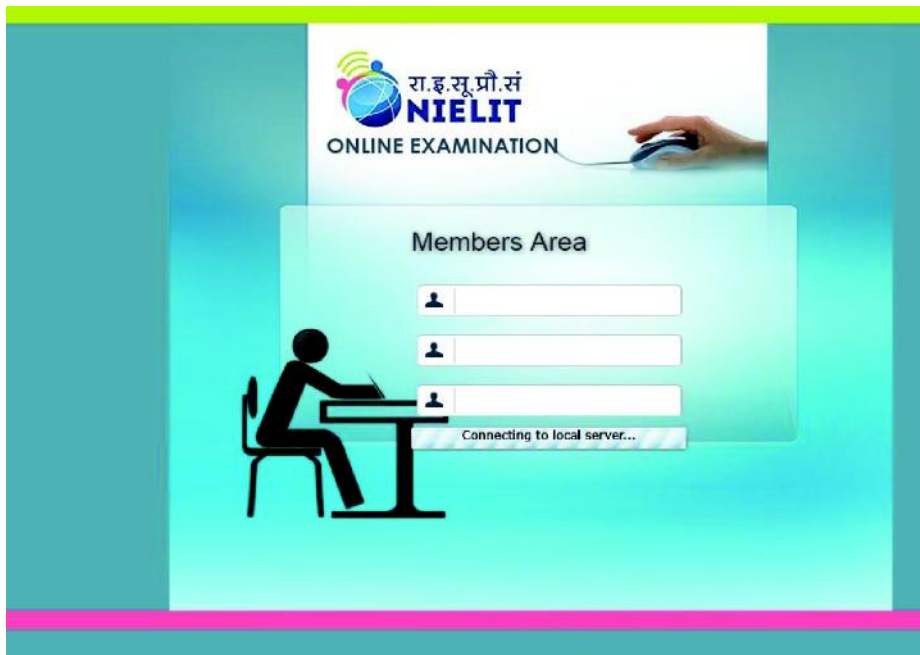 रा.इ.सू.प्रौ.सं
NIELIT
ONLINE EXAMINATION
Members Area
Connecting to local server...